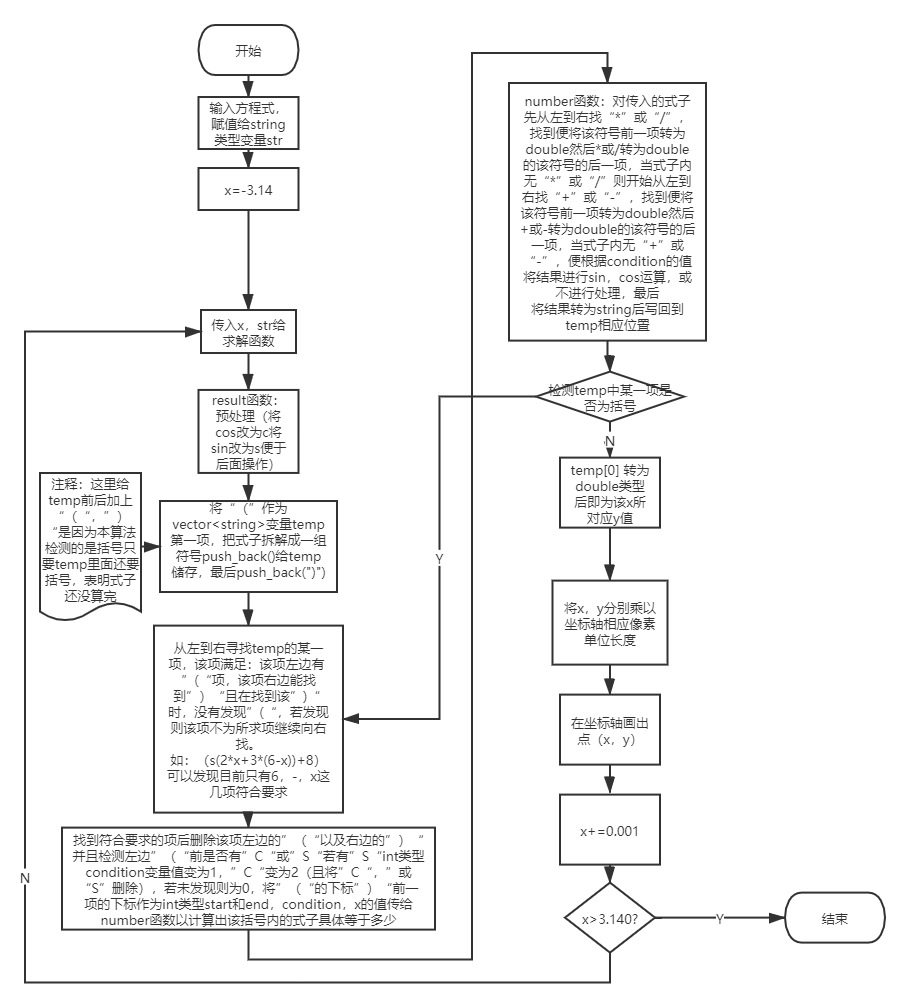 开始
输入方程式，
赋值给string
类型变量str
x=-3.14
传入x，str给
求解函数
result函数：
预处理（将
cos改为c将
sin改为s便于
后面操作）
注释：这里给
temp前后加上
“（“，”）
“是因为本算法
检测的是括号只
要temp里面还要
括号，表明式子
还没算完
将“（”作为
vector<string>变量temp
第一项，把式子拆解成一组
符号push_back()给temp
储存，最后push_back(")")
从左到右寻找temp的某一
项，该项满足：该项左边有
”（“项，该项右边能找
到”）“且在找到该”）“
时，没有发现”（“，若发现
则该项不为所求项继续向右
找。
如：（s(2*x+3*(6-x))+8）
可以发现目前只有6，-，x这
几项符合要求
找到符合要求的项后删除该项左边的”（“以及右边的”）“
并且检测左边”（“前是否有”C“或”S“若有”S“int类型
condition变量值变为1，”C“变为2（且将”C“，”或
“S”删除），若未发现则为0，将”（“的下标”）“前一
项的下标作为int类型start和end，condition，x的值传给
number函数以计算出该括号内的式子具体等于多少
number函数：对传入的式子
先从左到右找“*”或“/”，
找到便将该符号前一项转为
double然后*或/转为double
的该符号的后一项，当式子内
无“*”或“/”则开始从左到
右找“+”或“-”，找到便将
该符号前一项转为double然后
+或-转为double的该符号的后
一项，当式子内无“+”或
“-”，便根据condition的值
将结果进行sin，cos运算，或
不进行处理，最后
将结果转为string后写回到
temp相应位置
检测temp中某一项是
否为括号
Y
N
temp[0] 转为
double类型
后即为该x所
对应y值
将x，y分别乘以
坐标轴相应像素
单位长度
在坐标轴画出
点（x，y）
x+=0.001
x>3.140?
Y
结束
N